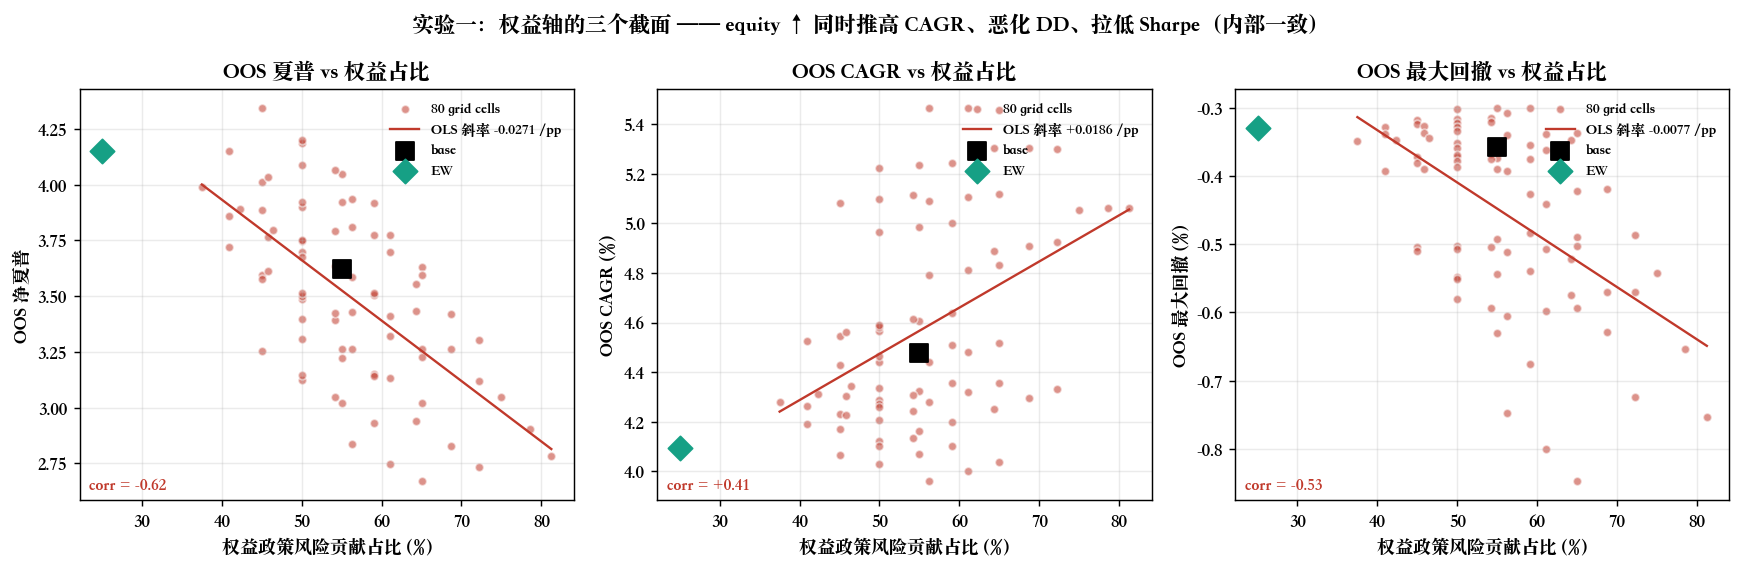 实验一：权益轴的三个截面 —— equity ↑ 同时推高 CAGR、恶化 DD、拉低 Sharpe（内部一致）
OOS 夏普 vs 权益占比
80 grid cells
OLS 斜率 -0.0271 /pp
base
EW
4.25
4.00
3.75
3.50
3.25
3.00
2.75
OOS 净夏普
corr = -0.62
30 40 50 60 70 80
权益政策风险贡献占比 (%)
OOS CAGR vs 权益占比
80 grid cells
OLS 斜率 +0.0186 /pp
base
EW
5.4
5.2
5.0
4.8
4.6
4.4
4.2
4.0
OOS CAGR (%)
corr = +0.41
30 40 50 60 70 80
权益政策风险贡献占比 (%)
OOS 最大回撤 vs 权益占比
80 grid cells
OLS 斜率 -0.0077 /pp
base
EW
-0.3
-0.4
-0.5
-0.6
-0.7
-0.8
OOS 最大回撤 (%)
corr = -0.53
30 40 50 60 70 80
权益政策风险贡献占比 (%)